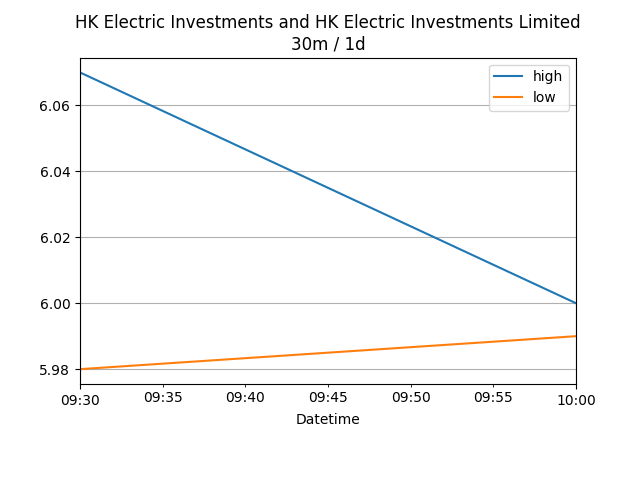 HK Electric Investments and HK Electric Investments Limited
30m / 1d
high
low
6.06
6.04
6.02
6.00
5.98
09:30 09:35 09:40 09:45 09:50 09:55 10:00
Datetime